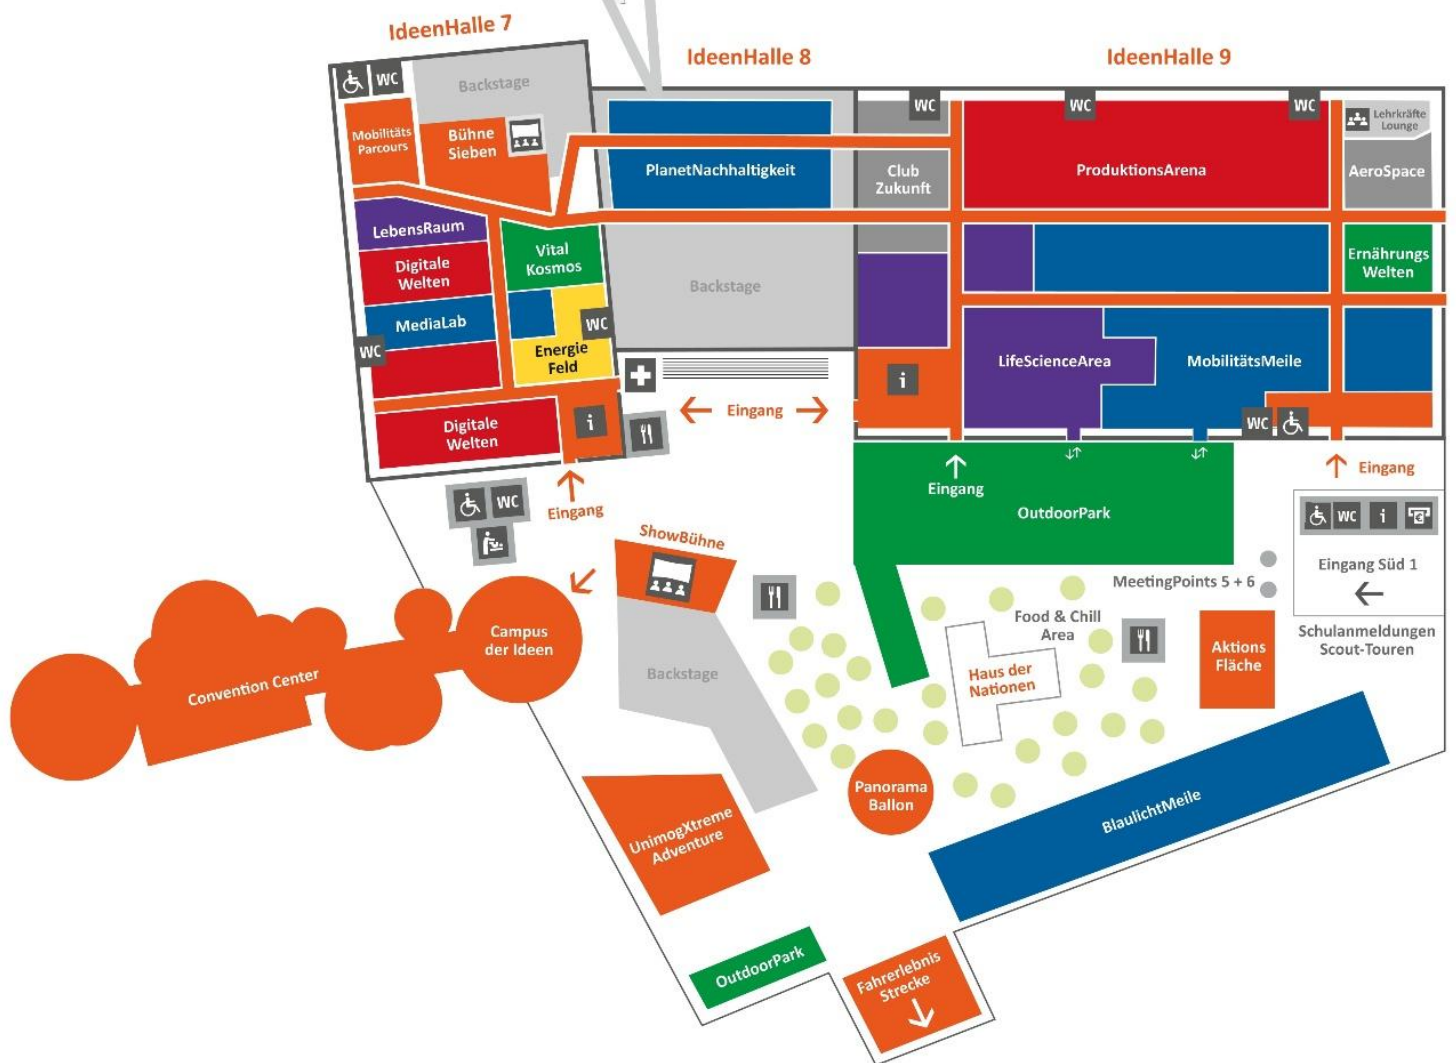 IdeenHalle 7
IdeenHalle 8
IdeenHalle 9
WC
Backstage
Mobilitäts
Parcours
Bühne
Sieben
LebensRaum
Digitale
Welten
MediaLab
WC
Vital
Kosmos
WC
Energie
Feld
Digitale
Welten
i
PlanetNachhaltigkeit
Backstage
Eingang
WC
Club
Zukunft
i
WC
WC
ProduktionsArena
Lehrkräfte
Lounge
AeroSpace
Ernährungs
Welten
LifeScienceArea
MobilitätsMeile
WC
Eingang
Eingang
OutdoorPark
WC
Eingang
WC
i
€
Eingang Süd 1
Schulanmeldungen
Scout-Touren
MeetingPoints 5 + 6
ShowBühne
Backstage
Campus
der Ideen
Convention Center
Food & Chill
Area
Haus der
Nationen
Aktions
Fläche
Panorama
Ballon
BlaulichtMeile
UnimogXtreme
Adventure
OutdoorPark
Fahrerlebnis
Strecke